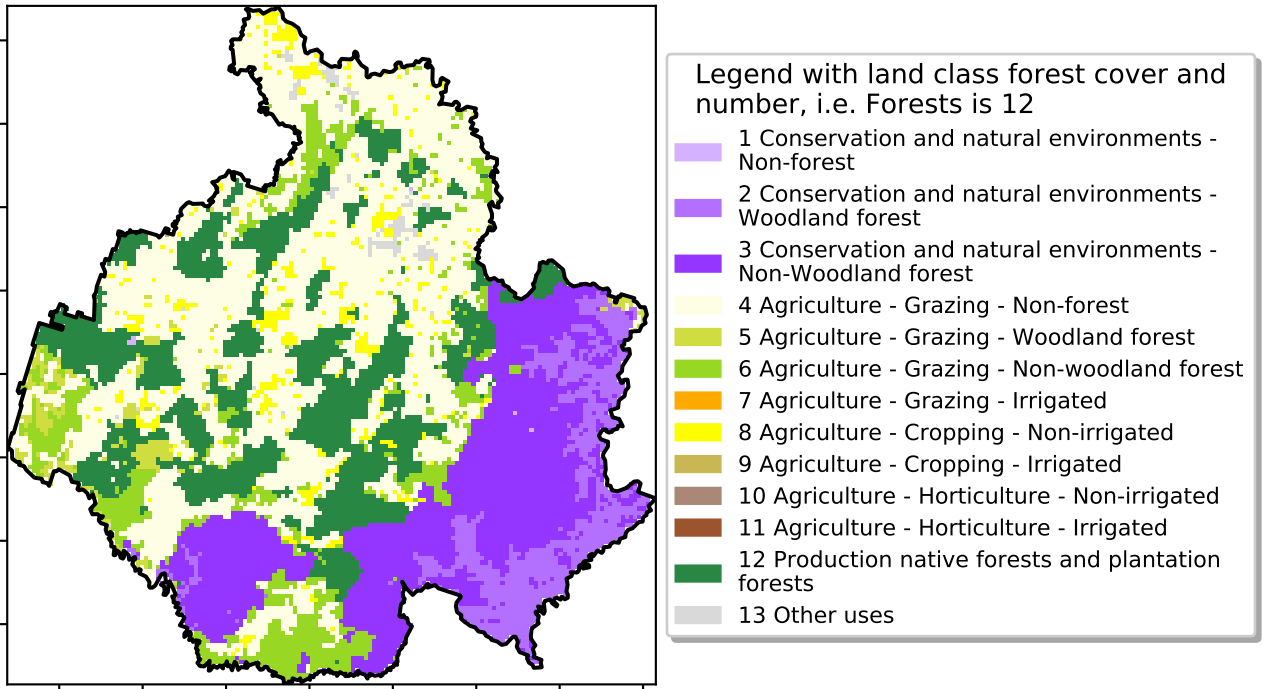 Legend with land class forest cover and
number, i.e. Forests is 12
1 Conservation and natural environments -
Non-forest
2 Conservation and natural environments -
Woodland forest
3 Conservation and natural environments -
Non-Woodland forest
4 Agriculture - Grazing - Non-forest
5 Agriculture - Grazing - Woodland forest
6 Agriculture - Grazing - Non-woodland forest
7 Agriculture - Grazing - Irrigated
8 Agriculture - Cropping - Non-irrigated
9 Agriculture - Cropping - Irrigated
10 Agriculture - Horticulture - Non-irrigated
11 Agriculture - Horticulture - Irrigated
12 Production native forests and plantation
forests
13 Other uses